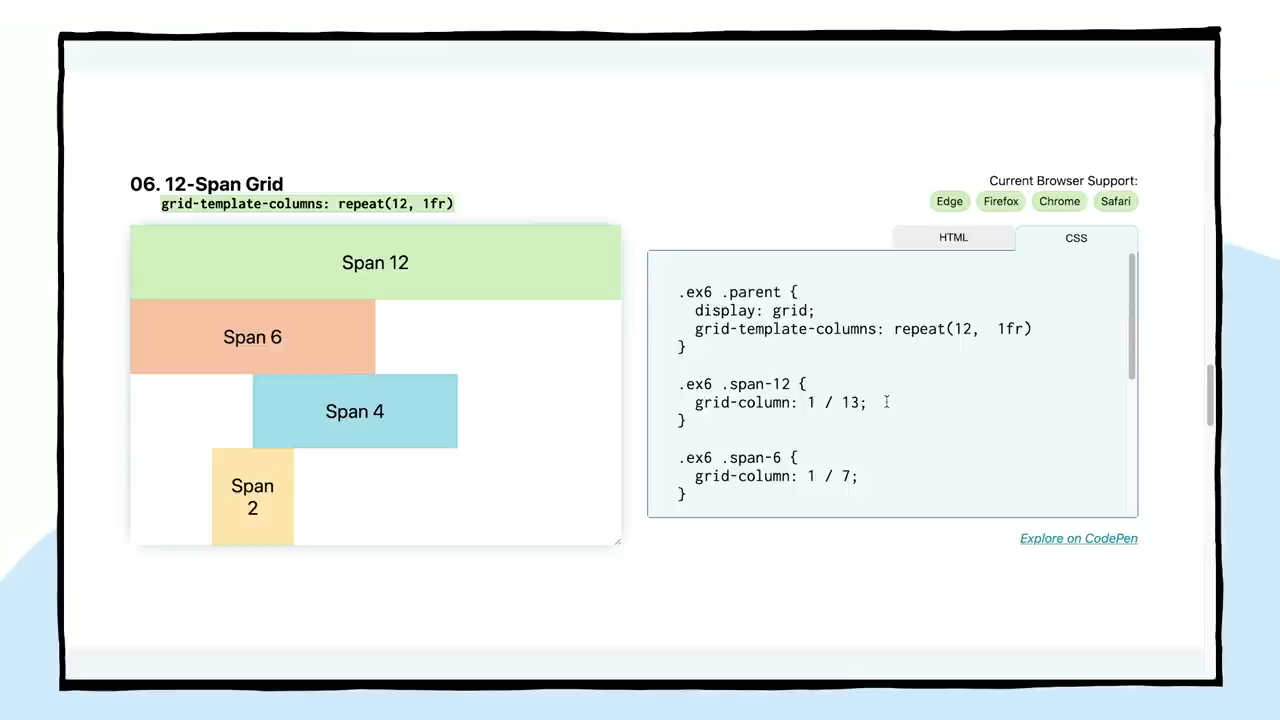 06. 12-Span Grid
grid-template-columns: repeat(12, 1fr)
Current Browser Support:
Edge Firefox Chrome Safari
Span 12
Span 6
Span 4
Span
2
HTML CSS
.ex6 .parent {
  display: grid;
  grid-template-columns: repeat(12,  1fr)
}
.ex6 .span-12 {
  grid-column: 1 / 13;
}
.ex6 .span-6 {
  grid-column: 1 / 7;
}
Explore on CodePen